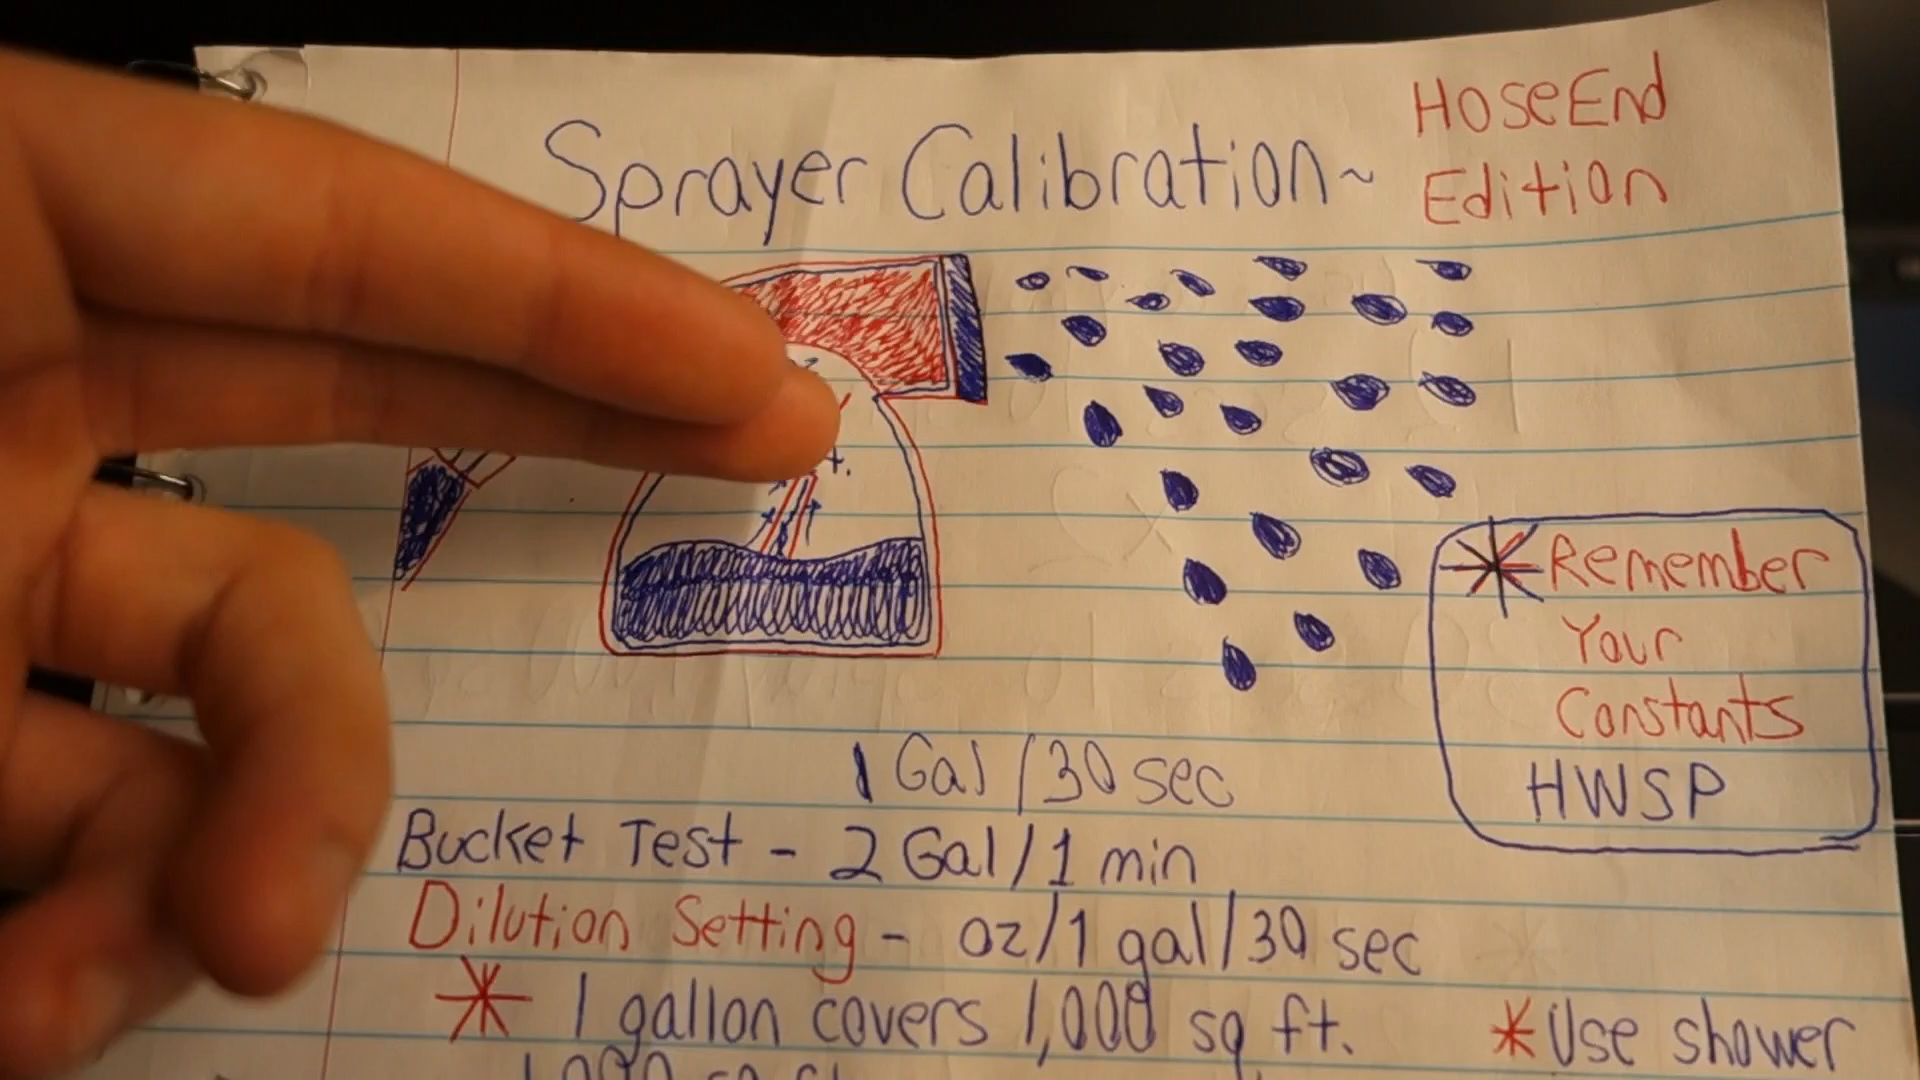 Sprayer Calibration ~ HoseEnd Edition
* Remember
Your
Constants
HWSP
1 Gal / 30 sec
Bucket Test - 2 Gal / 1 min
Dilution Setting - oz/1 gal/30 sec
* 1 gallon covers 1,000 sq ft.
* Use shower